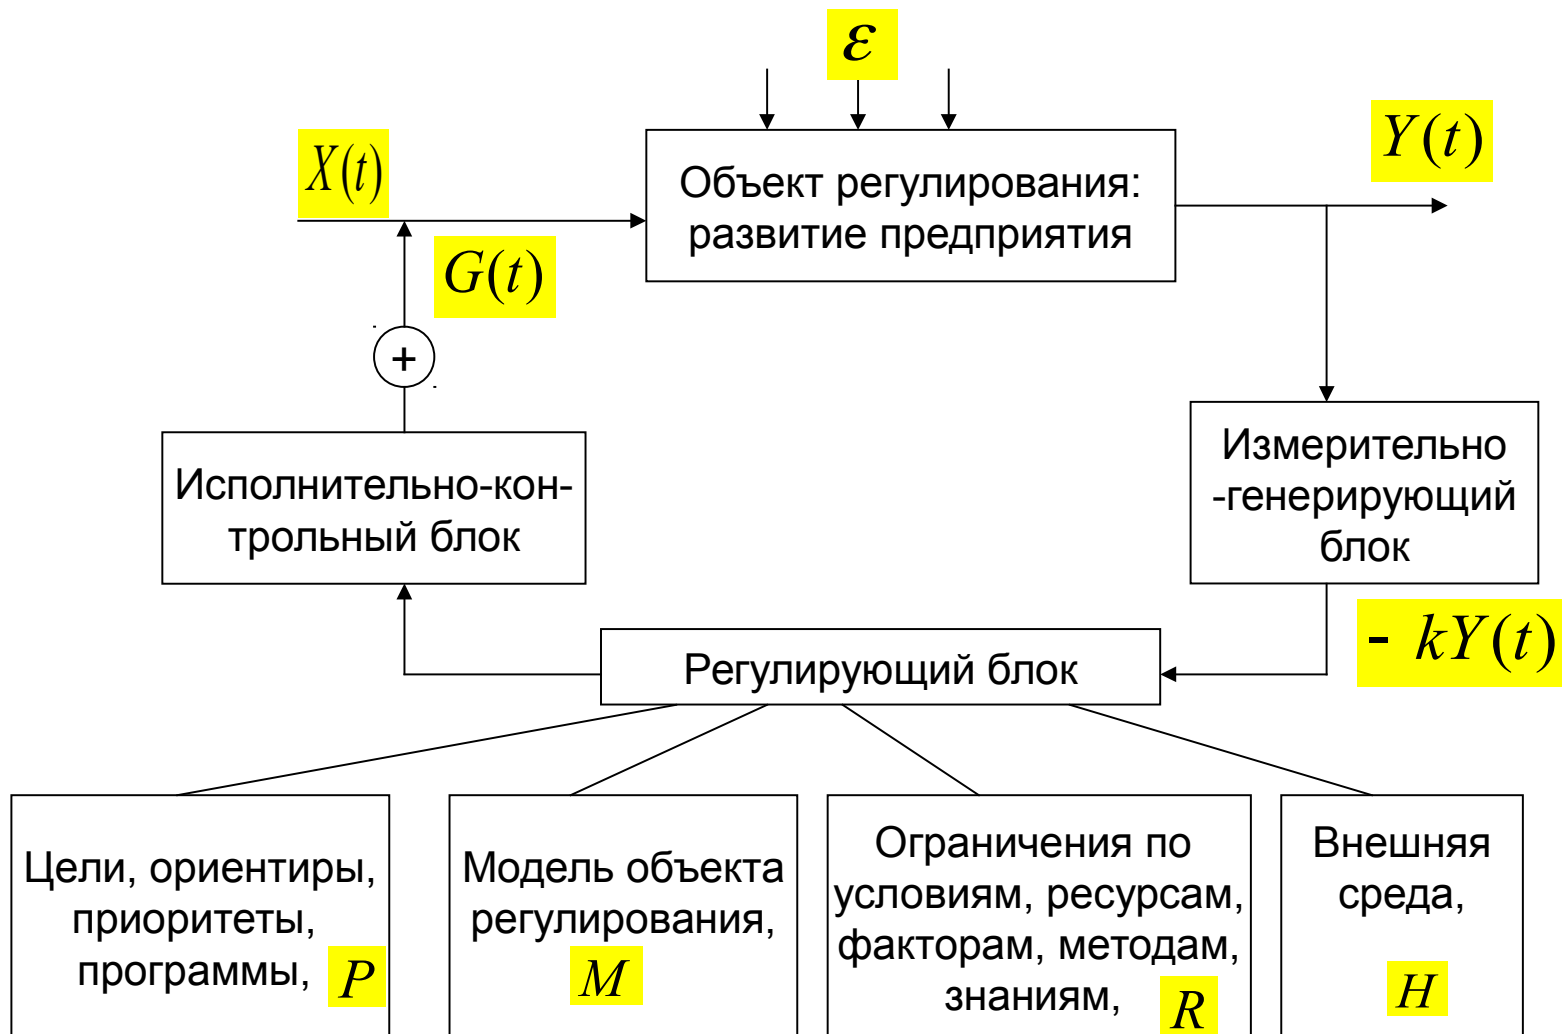 ε
X(t)
Объект регулирования:
развитие предприятия
Y(t)
G(t)
+
Исполнительно-кон-
трольный блок
Измерительно
-генерирующий
блок
- kY(t)
Регулирующий блок
Цели, ориентиры,
приоритеты,
программы, P
Модель объекта
регулирования,
M
Ограничения по
условиям, ресурсам,
факторам, методам,
знаниям, R
Внешняя
среда,
H